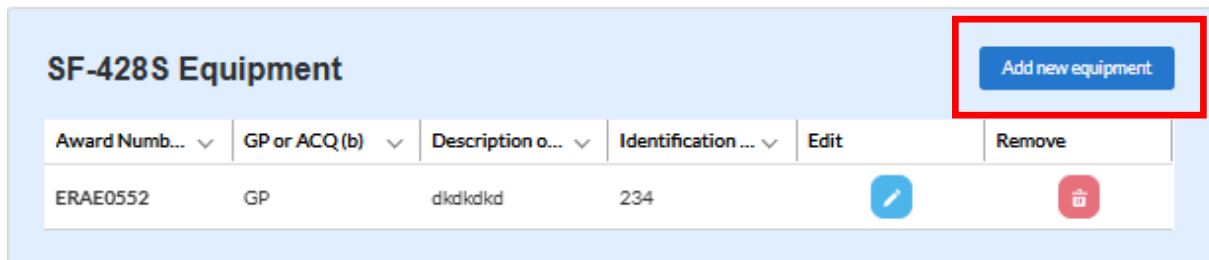 SF-428S Equipment
Add new equipment
Award Numb... GP or ACQ (b) Description o... Identification ... Edit Remove
ERAE0552 GP dkdkdkd 234